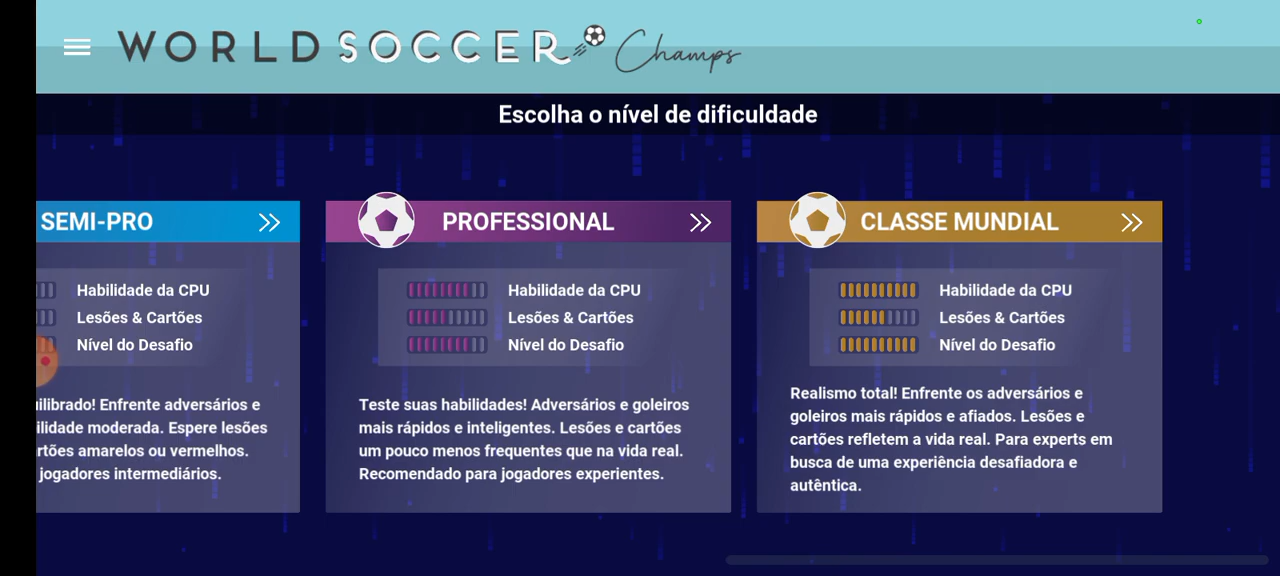 WORLD SOCCER Champs
Escolha o nível de dificuldade
SEMI-PRO
Habilidade da CPU
Lesões & Cartões
Nível do Desafio
Enfrente adversários e
moderada. Espere lesões
amarelos ou vermelhos.
jogadores intermediários.
PROFESSIONAL
Habilidade da CPU
Lesões & Cartões
Nível do Desafio
Teste suas habilidades! Adversários e goleiros
mais rápidos e inteligentes. Lesões e cartões
um pouco menos frequentes que na vida real.
Recomendado para jogadores experientes.
CLASSE MUNDIAL
Habilidade da CPU
Lesões & Cartões
Nível do Desafio
Realismo total! Enfrente os adversários e
goleiros mais rápidos e afiados. Lesões e
cartões refletem a vida real. Para experts em
busca de uma experiência desafiadora e
autêntica.